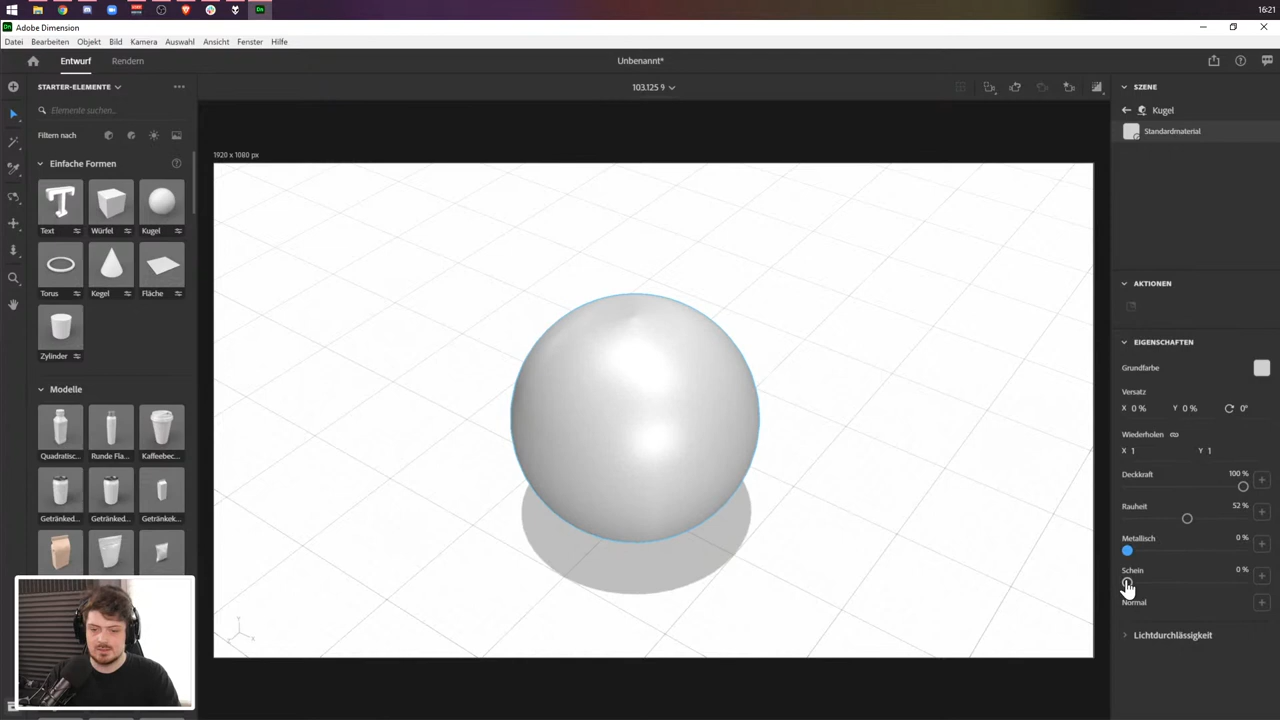 16:21
Dn Adobe Dimension
Datei Bearbeiten Objekt Bild Kamera Auswahl Ansicht Fenster Hilfe
Entwurf Rendern Unbenannt*
STARTER-ELEMENTE
103.125 9
SZENE
Elemente suchen...
Kugel
Filtern nach
Standardmaterial
1920 x 1080 px
Einfache Formen
Text Würfel Kugel
Torus Kegel Fläche
AKTIONEN
Zylinder
EIGENSCHAFTEN
Grundfarbe
Modelle
Versatz
X 0 % Y 0 % 0°
Wiederholen
X 1 Y 1
Quadratisc... Runde Fla... Kaffeebec...
Deckkraft 100 %
Rauheit 52 %
Getränked... Getränked... Getränkek...
Metallisch 0 %
Schein 0 %
Normal
Lichtdurchlässigkeit